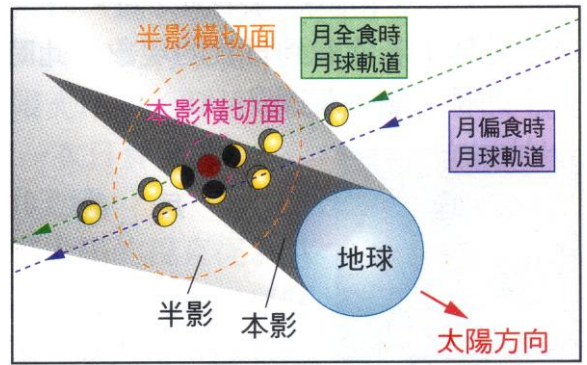 半影橫切面
月全食時
月球軌道
本影橫切面
月偏食時
月球軌道
地球
半影
本影
太陽方向